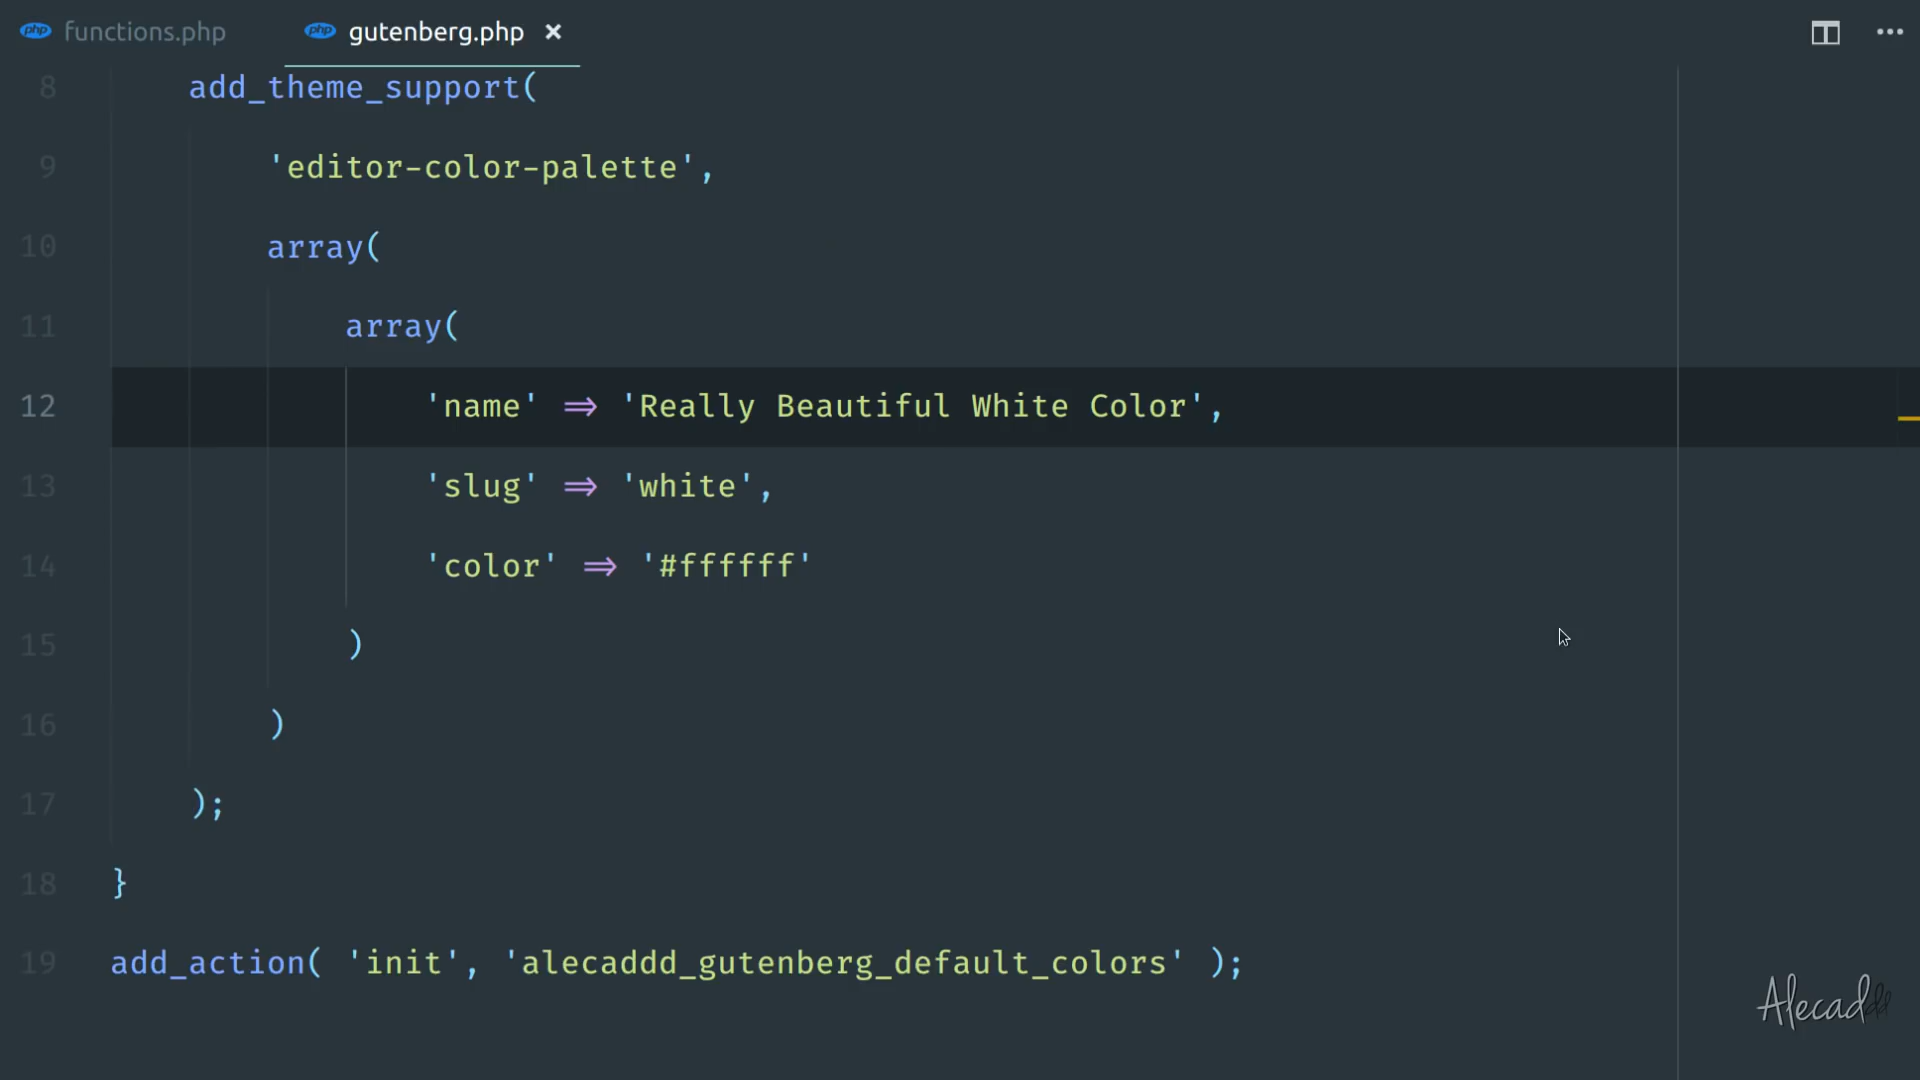 functions.php gutenberg.php
8 add_theme_support(
9 'editor-color-palette',
10 array(
11 array(
12 'name' => 'Really Beautiful White Color',
13 'slug' => 'white',
14 'color' => '#ffffff'
15 )
16 )
17 );
18 }
19 add_action( 'init', 'alecaddd_gutenberg_default_colors' );
Alecaddd